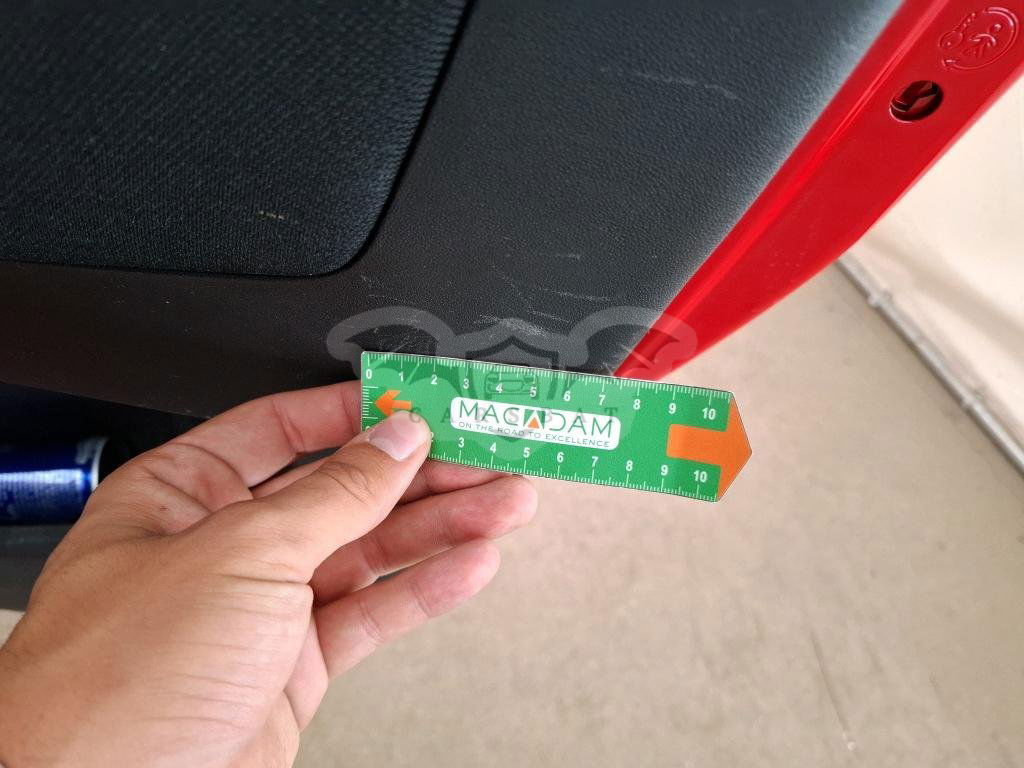 0 1 2 3 4 5 6 7 8 9 10
MACADAM
ON THE ROAD TO EXCELLENCE
CARSPAT
3 4 5 6 7 8 9 10